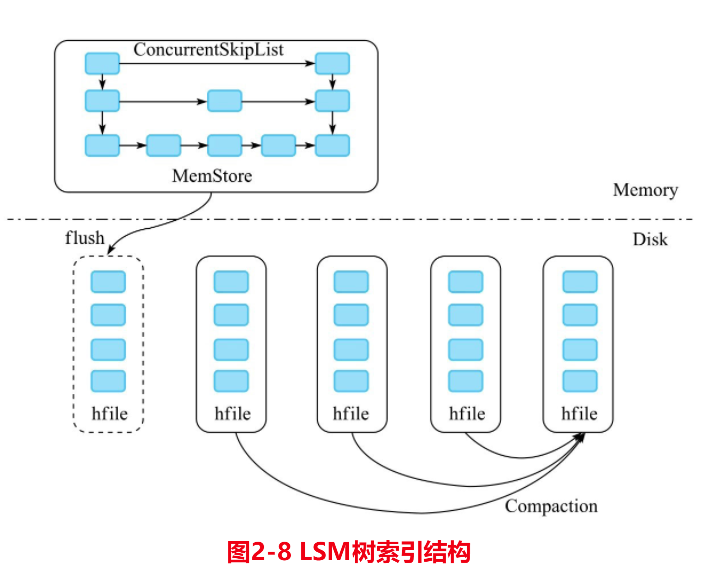 ConcurrentSkipList
MemStore
Memory
flush
Disk
hfile
hfile
hfile
hfile
hfile
Compaction
图2-8 LSM树索引结构